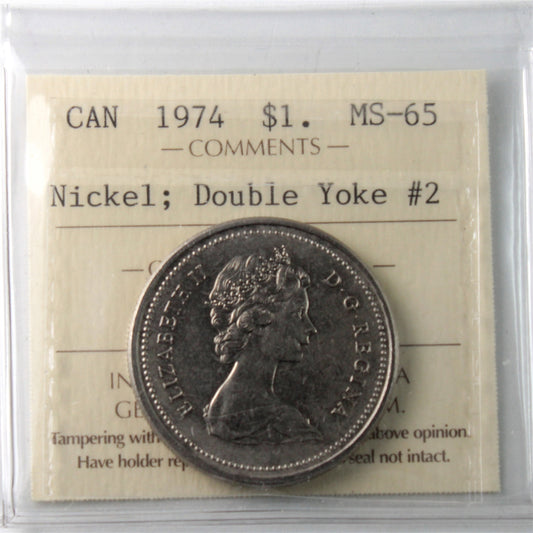 CAN 1974 $1. MS-65
— COMMENTS —
Nickel; Double Yoke #2
ELIZABETH II D·G·REGINA
IN A
GE M.
Tampering with above opinion.
Have holder rep seal not intact.